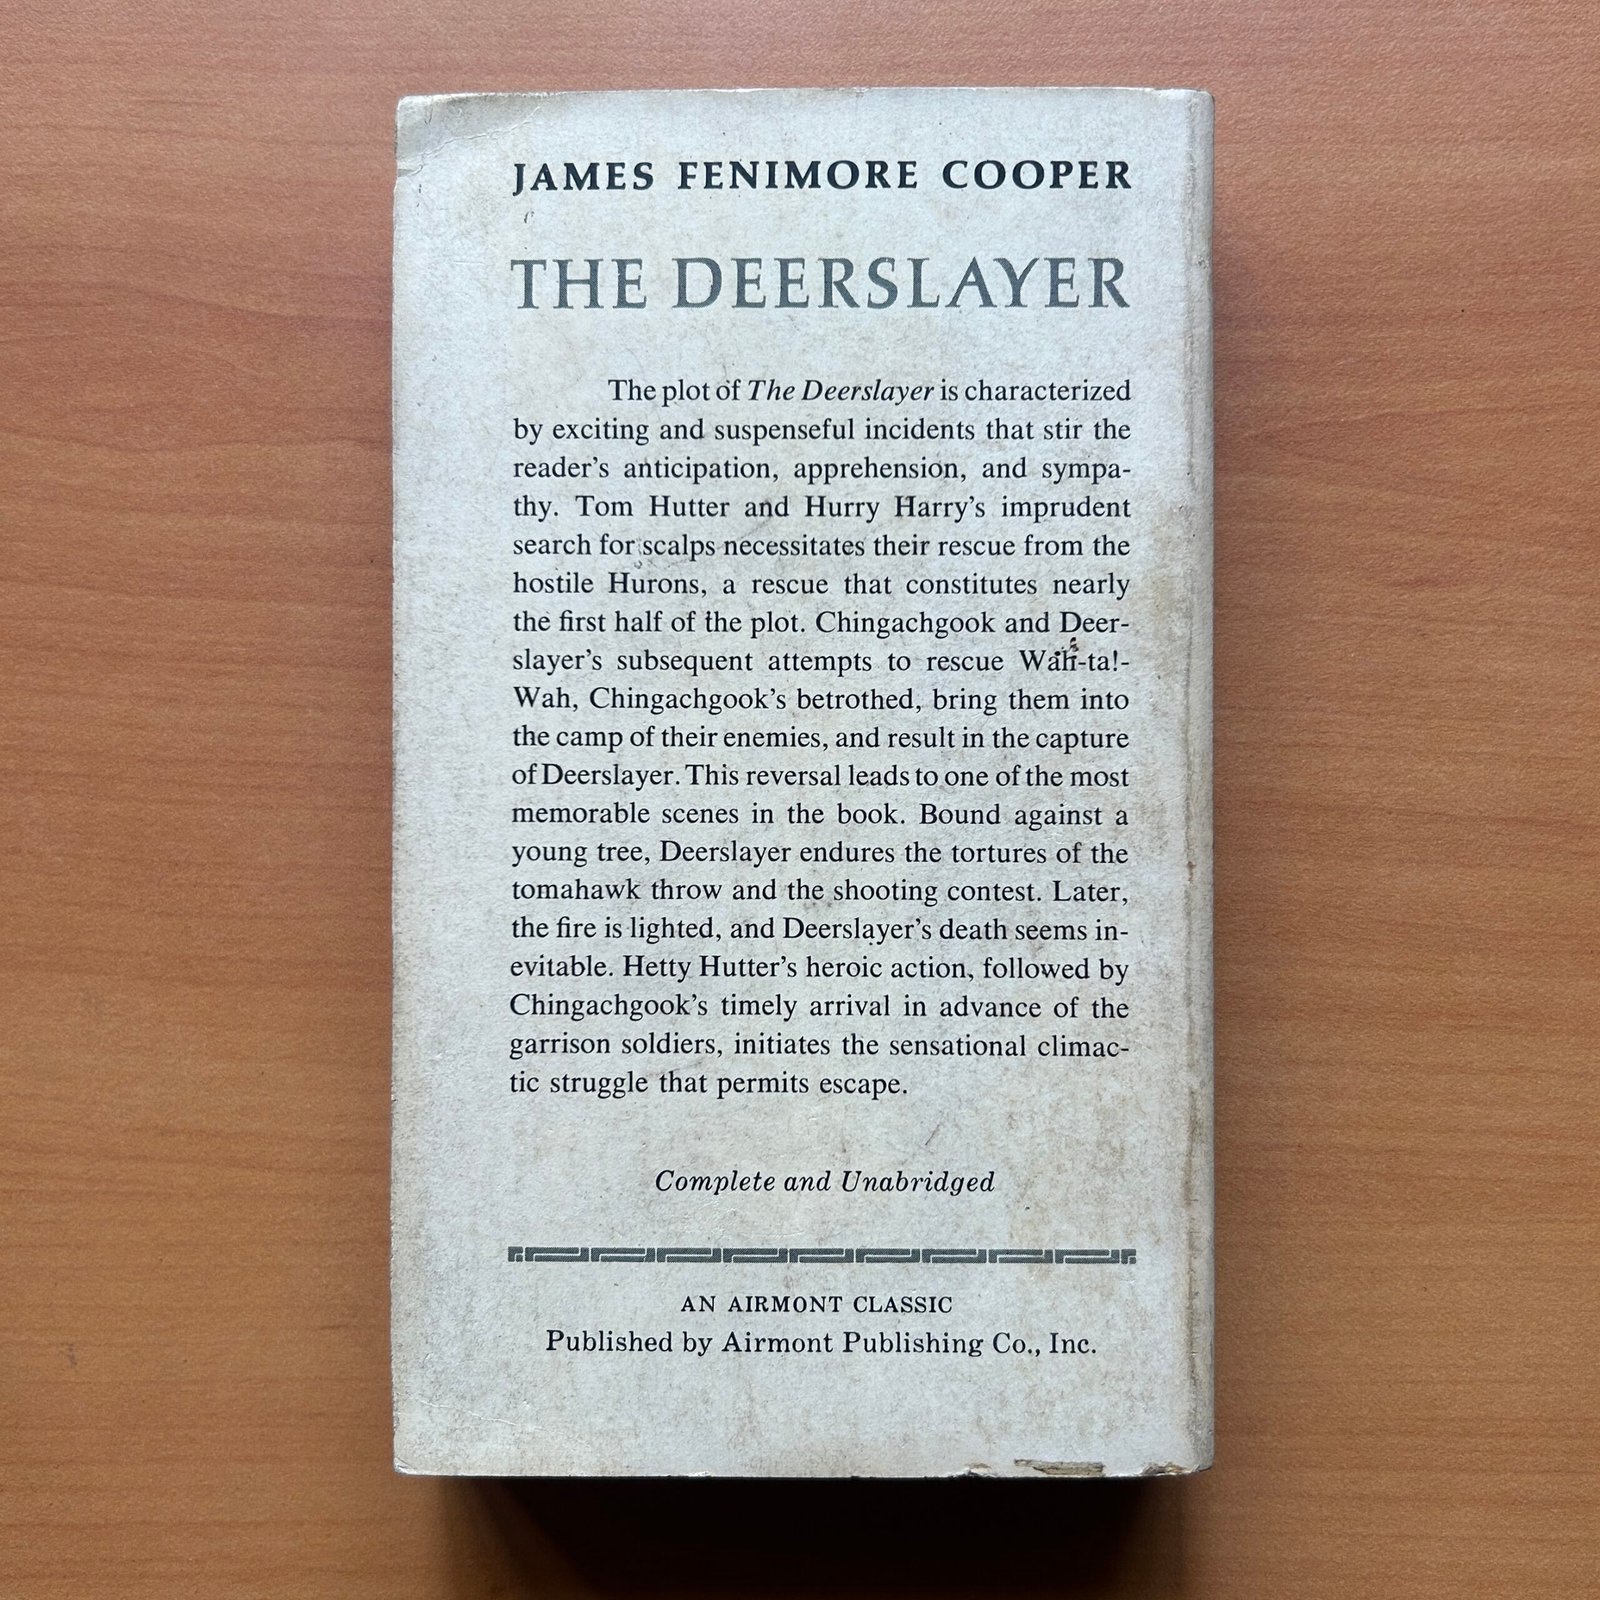 JAMES FENIMORE COOPER
THE DEERSLAYER
The plot of The Deerslayer is characterized
by exciting and suspenseful incidents that stir the
reader's anticipation, apprehension, and sympa-
thy. Tom Hutter and Hurry Harry's imprudent
search for scalps necessitates their rescue from the
hostile Hurons, a rescue that constitutes nearly
the first half of the plot. Chingachgook and Deer-
slayer's subsequent attempts to rescue Wah-ta!-
Wah, Chingachgook's betrothed, bring them into
the camp of their enemies, and result in the capture
of Deerslayer. This reversal leads to one of the most
memorable scenes in the book. Bound against a
young tree, Deerslayer endures the tortures of the
tomahawk throw and the shooting contest. Later,
the fire is lighted, and Deerslayer's death seems in-
evitable. Hetty Hutter's heroic action, followed by
Chingachgook's timely arrival in advance of the
garrison soldiers, initiates the sensational climac-
tic struggle that permits escape.
Complete and Unabridged
AN AIRMONT CLASSIC
Published by Airmont Publishing Co., Inc.